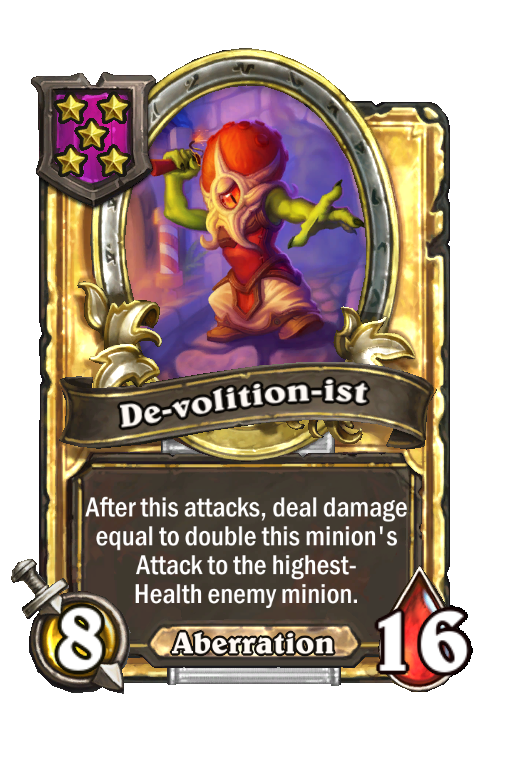 De-volition-ist
After this attacks, deal damage
equal to double this minion's
Attack to the highest-
Health enemy minion.
8
Aberration
16